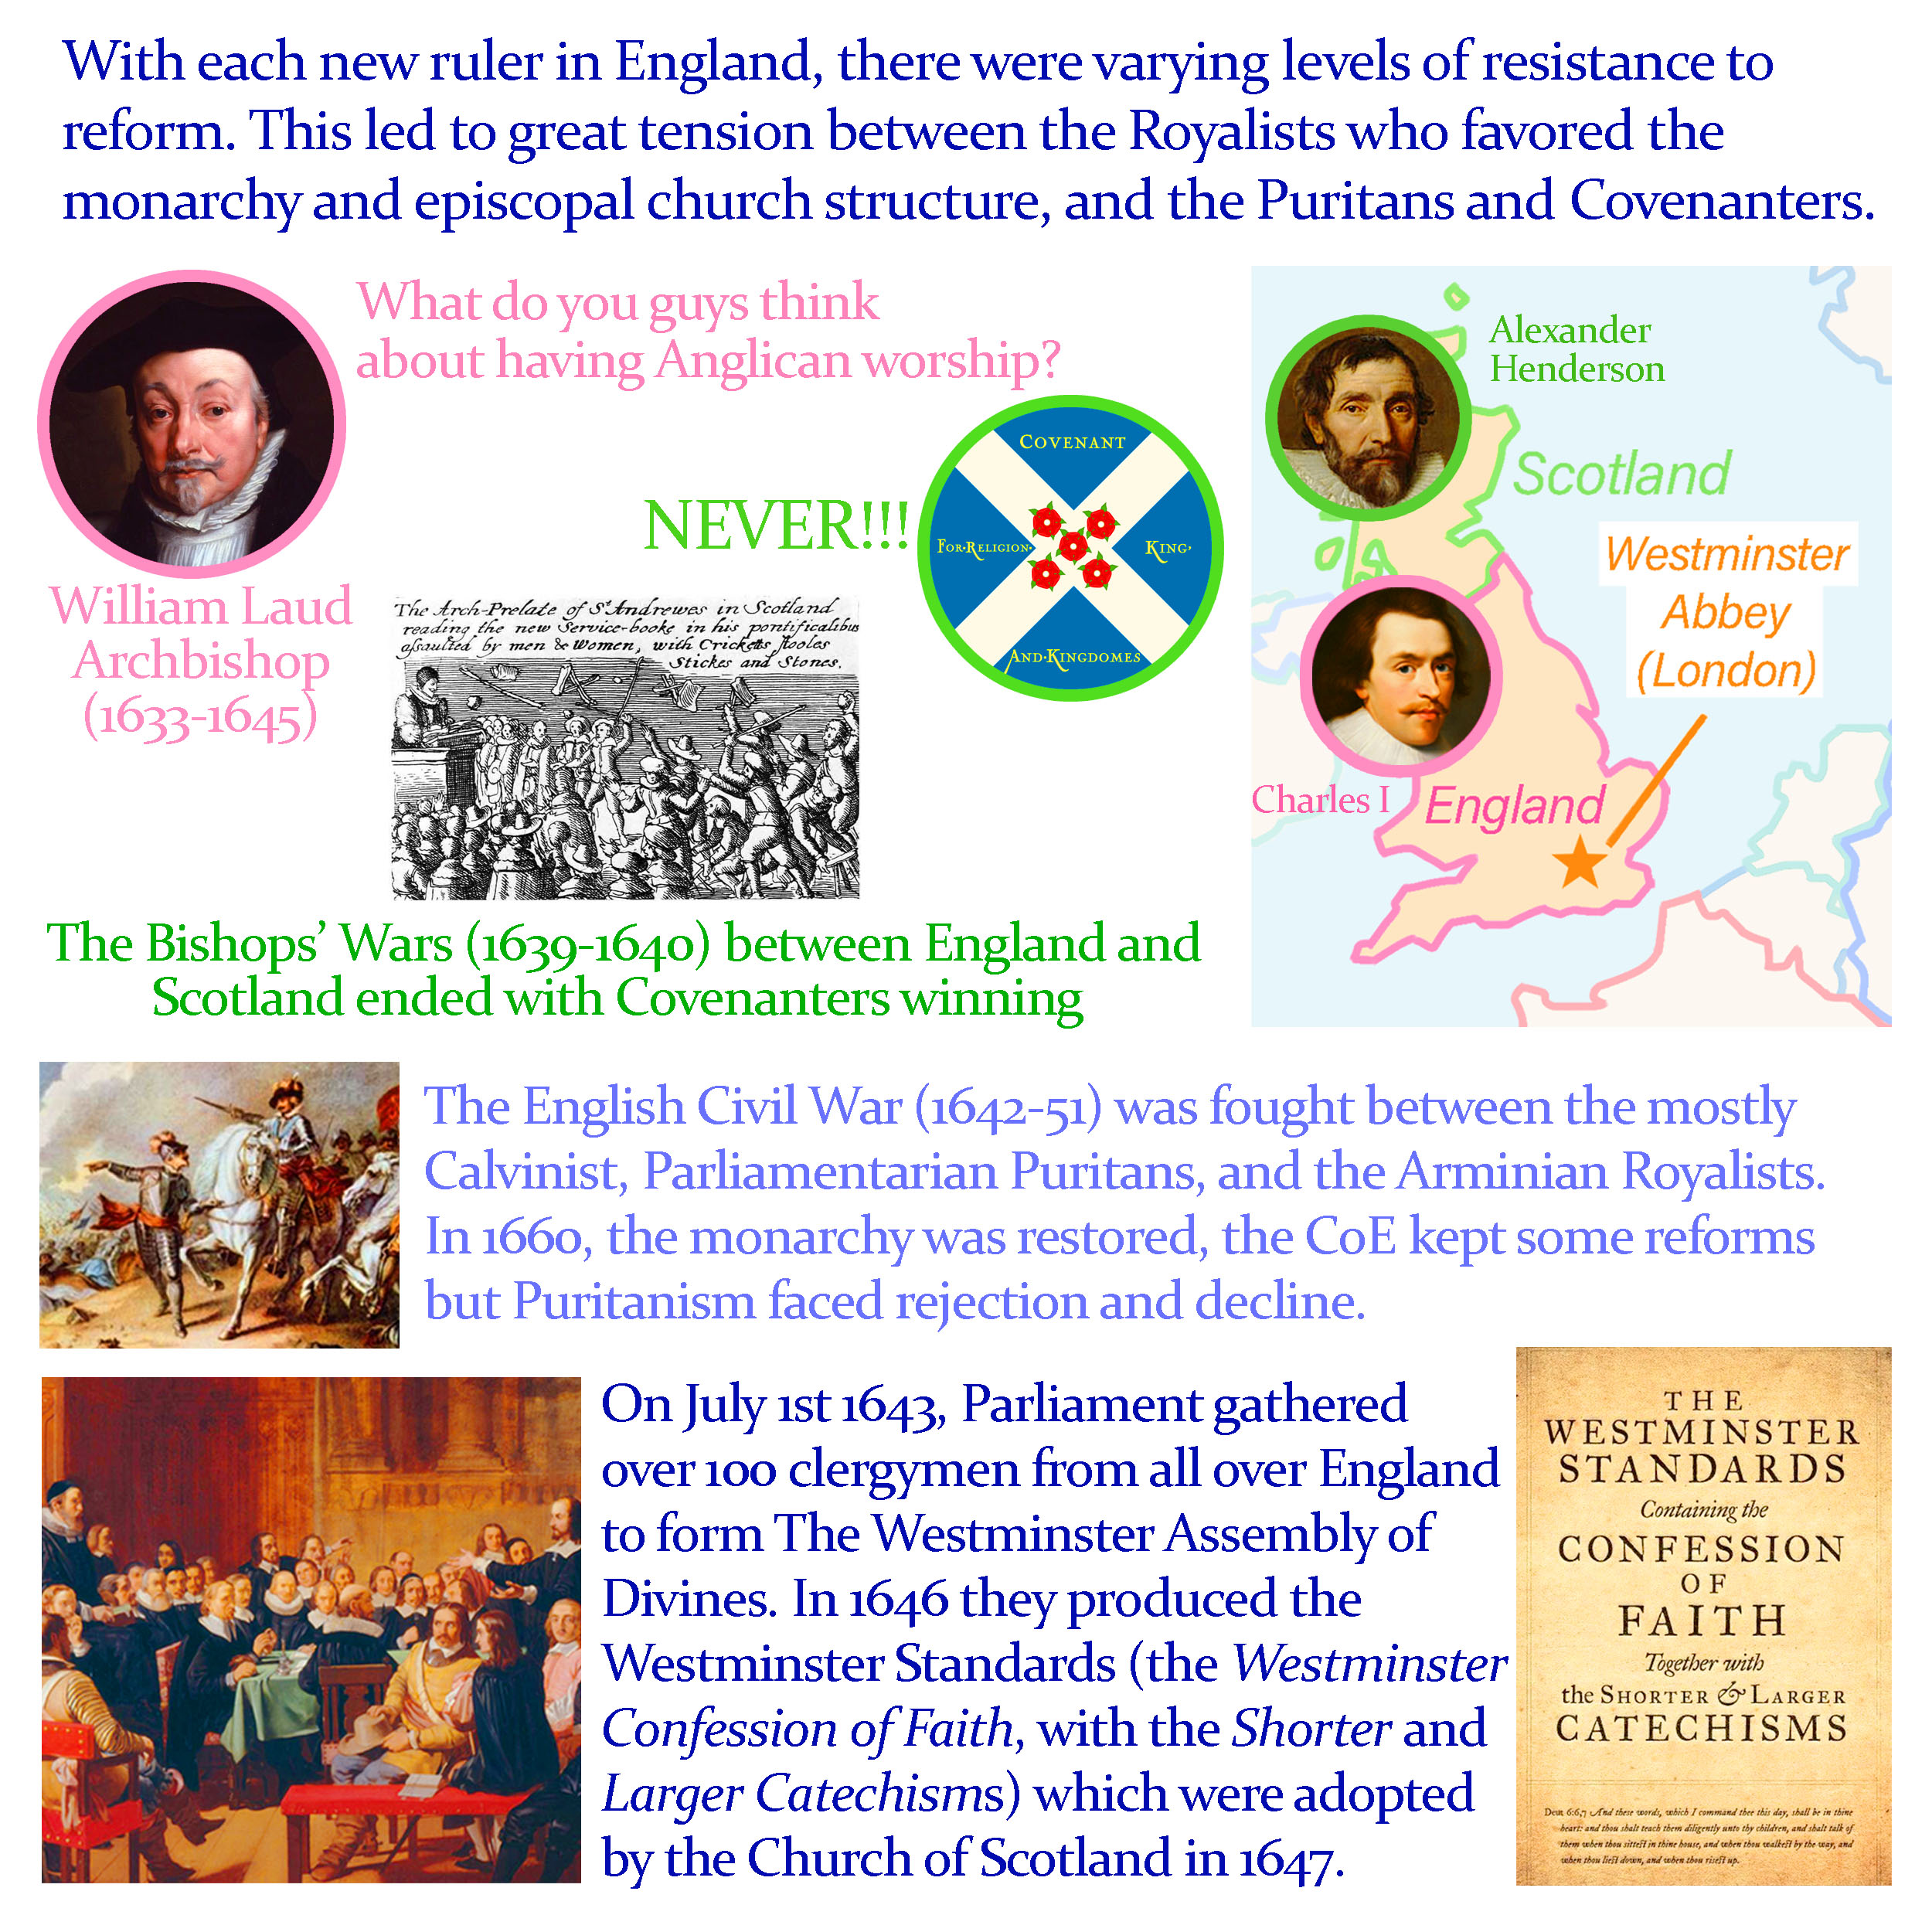 With each new ruler in England, there were varying levels of resistance to
reform. This led to great tension between the Royalists who favored the
monarchy and episcopal church structure, and the Puritans and Covenanters.
What do you guys think
about having Anglican worship?
NEVER!!!
COVENANT
FOR·RELIGION·
KING·
AND·KINGDOMES
William Laud
Archbishop
(1633-1645)
The Arch-Prelate of St Andrewes in Scotland
reading the new Service-booke in his pontificalibus
assaulted by men & Women, with Cricketts stooles
Stickes and Stones.
Alexander
Henderson
Scotland
Westminster
Abbey
(London)
Charles I
England
The Bishops' Wars (1639-1640) between England and
Scotland ended with Covenanters winning
The English Civil War (1642-51) was fought between the mostly
Calvinist, Parliamentarian Puritans, and the Arminian Royalists.
In 1660, the monarchy was restored, the CoE kept some reforms
but Puritanism faced rejection and decline.
On July 1st 1643, Parliament gathered
over 100 clergymen from all over England
to form The Westminster Assembly of
Divines. In 1646 they produced the
Westminster Standards (the Westminster
Confession of Faith, with the Shorter and
Larger Catechisms) which were adopted
by the Church of Scotland in 1647.
THE
WESTMINSTER
STANDARDS
Containing the
CONFESSION
OF
FAITH
Together with
the SHORTER & LARGER
CATECHISMS
Deut 6:6,7 And these words, which I command thee this day, shall be in thine
heart: and thou shalt teach them diligently unto thy children, and shalt talk of
them when thou sittest in thine house, and when thou walkest by the way, and
when thou liest down, and when thou risest up.